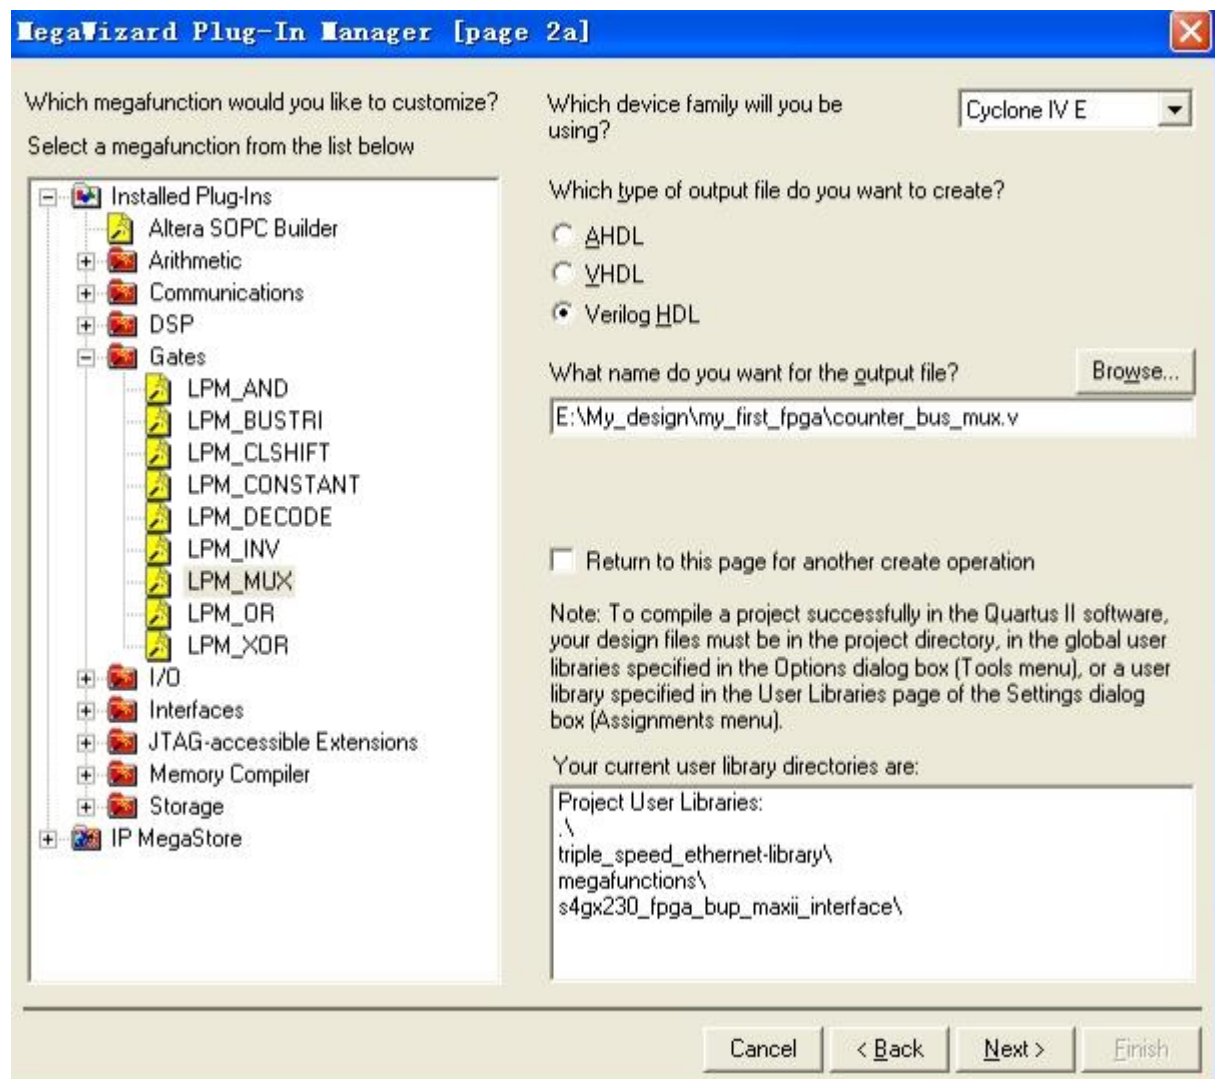 MegaWizard Plug-In Manager [page 2a]
Which megafunction would you like to customize?
Select a megafunction from the list below
Installed Plug-Ins
Altera SOPC Builder
Arithmetic
Communications
DSP
Gates
LPM_AND
LPM_BUSTRI
LPM_CLSHIFT
LPM_CONSTANT
LPM_DECODE
LPM_INV
LPM_MUX
LPM_OR
LPM_XOR
I/O
Interfaces
JTAG-accessible Extensions
Memory Compiler
Storage
IP MegaStore
Which device family will you be
using?
Cyclone IV E
Which type of output file do you want to create?
AHDL
VHDL
Verilog HDL
What name do you want for the output file?
Browse...
E:\My_design\my_first_fpga\counter_bus_mux.v
Return to this page for another create operation
Note: To compile a project successfully in the Quartus II software,
your design files must be in the project directory, in the global user
libraries specified in the Options dialog box (Tools menu), or a user
library specified in the User Libraries page of the Settings dialog
box (Assignments menu).
Your current user library directories are:
Project User Libraries:
.\
triple_speed_ethernet-library\
megafunctions\
s4gx230_fpga_bup_maxii_interface\
Cancel
< Back
Next >
Finish